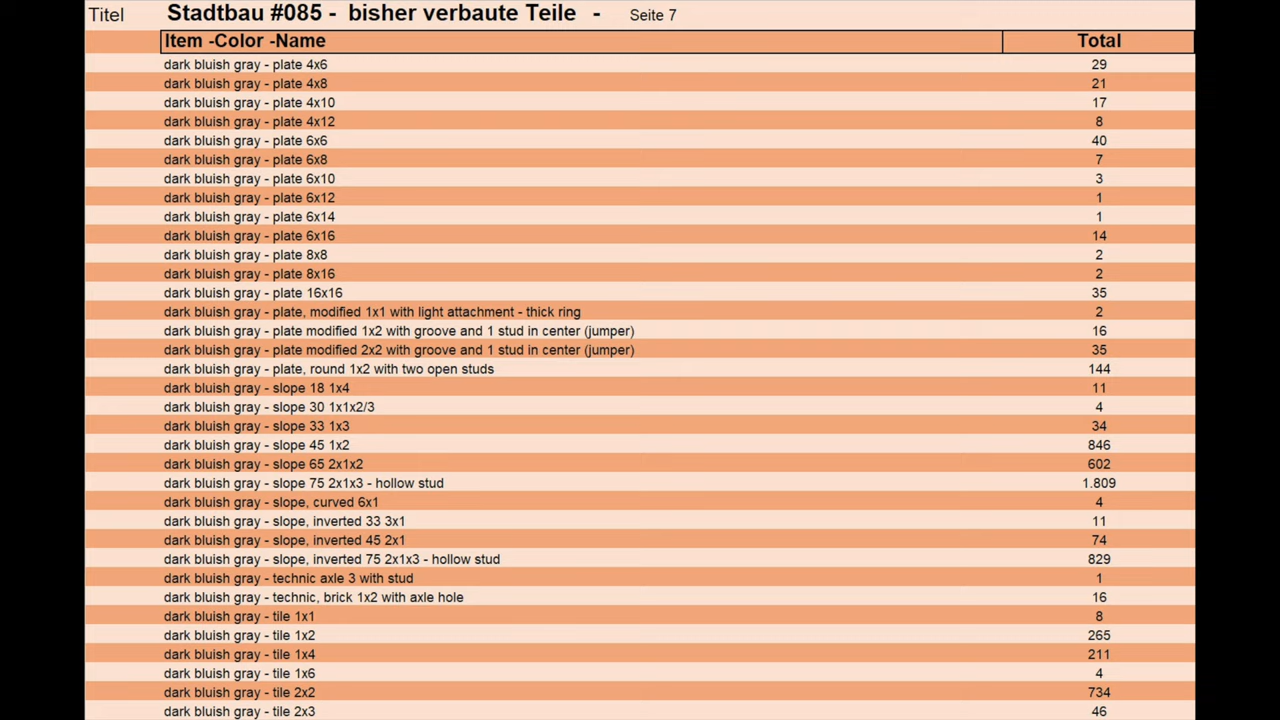 Titel Stadtbau #085 - bisher verbaute Teile - Seite 7
Item -Color -Name Total
dark bluish gray - plate 4x6 29
dark bluish gray - plate 4x8 21
dark bluish gray - plate 4x10 17
dark bluish gray - plate 4x12 8
dark bluish gray - plate 6x6 40
dark bluish gray - plate 6x8 7
dark bluish gray - plate 6x10 3
dark bluish gray - plate 6x12 1
dark bluish gray - plate 6x14 1
dark bluish gray - plate 6x16 14
dark bluish gray - plate 8x8 2
dark bluish gray - plate 8x16 2
dark bluish gray - plate 16x16 35
dark bluish gray - plate, modified 1x1 with light attachment - thick ring 2
dark bluish gray - plate modified 1x2 with groove and 1 stud in center (jumper) 16
dark bluish gray - plate modified 2x2 with groove and 1 stud in center (jumper) 35
dark bluish gray - plate, round 1x2 with two open studs 144
dark bluish gray - slope 18 1x4 11
dark bluish gray - slope 30 1x1x2/3 4
dark bluish gray - slope 33 1x3 34
dark bluish gray - slope 45 1x2 846
dark bluish gray - slope 65 2x1x2 602
dark bluish gray - slope 75 2x1x3 - hollow stud 1.809
dark bluish gray - slope, curved 6x1 4
dark bluish gray - slope, inverted 33 3x1 11
dark bluish gray - slope, inverted 45 2x1 74
dark bluish gray - slope, inverted 75 2x1x3 - hollow stud 829
dark bluish gray - technic axle 3 with stud 1
dark bluish gray - technic, brick 1x2 with axle hole 16
dark bluish gray - tile 1x1 8
dark bluish gray - tile 1x2 265
dark bluish gray - tile 1x4 211
dark bluish gray - tile 1x6 4
dark bluish gray - tile 2x2 734
dark bluish gray - tile 2x3 46